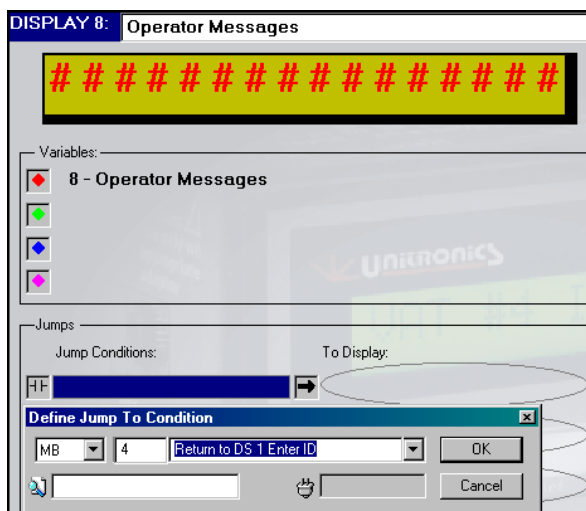 DISPLAY 8: Operator Messages
# # # # # # # # # # # # # # # #
Variables:
8 - Operator Messages
UNITRONICS
Jumps
Jump Conditions: To Display:
Define Jump To Condition
MB 4 Return to DS 1 Enter ID OK
Cancel